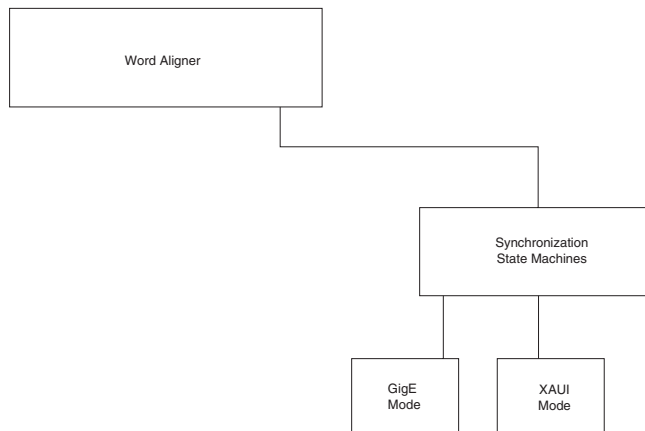 Word Aligner
Synchronization
State Machines
GigE
Mode
XAUI
Mode